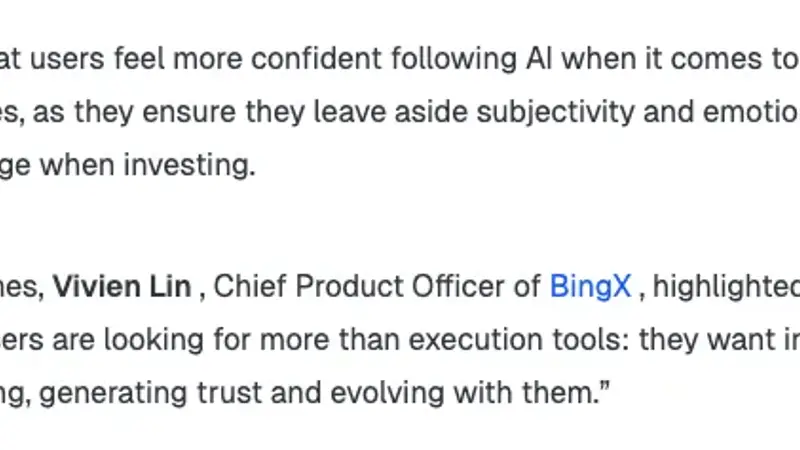 at users feel more confident following AI when it comes to
es, as they ensure they leave aside subjectivity and emotio
ge when investing.
nes, Vivien Lin , Chief Product Officer of BingX , highlighted
sers are looking for more than execution tools: they want in
ng, generating trust and evolving with them.”